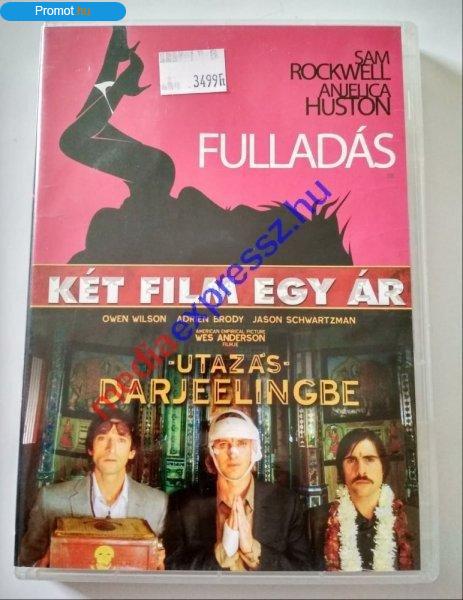 Promot.hu
3499Ft
SAM
ROCKWELL
ANJELICA
HUSTON
FULLADÁS
KÉT FILM EGY ÁR
OWEN WILSON ADRIEN BRODY JASON SCHWARTZMAN
AMERICAN EMPIRICAL PICTURE
WES ANDERSON
FILMJE
-UTAZÁS-
DARJEELINGBE
mediaexpressz.hu